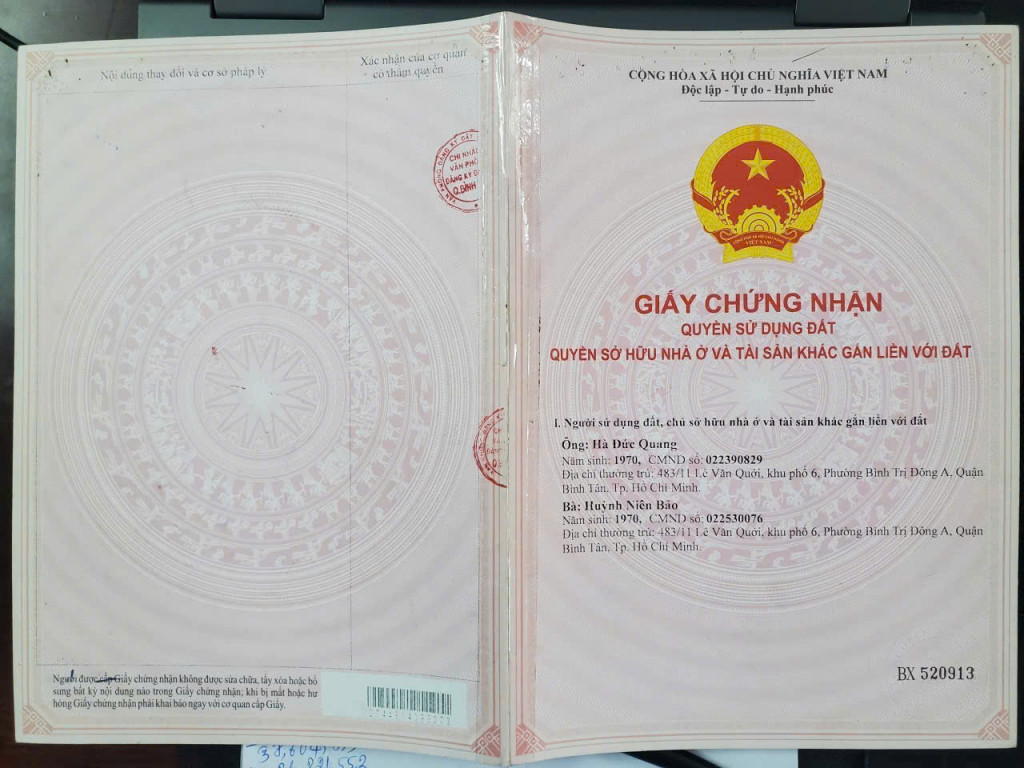 Nội dung thay đổi và cơ sở pháp lý
Xác nhận của cơ quan
có thẩm quyền
CHI NHÁ
VĂN PHÒ
ĐĂNG KÝ Đ
Q.BÌNH
Người được cấp Giấy chứng nhận không được sửa chữa, tẩy xóa hoặc bổ
sung bất kỳ nội dung nào trong Giấy chứng nhận; khi bị mất hoặc hư
hỏng Giấy chứng nhận phải khai báo ngay với cơ quan cấp Giấy.
CỘNG HÒA XÃ HỘI CHỦ NGHĨA VIỆT NAM
Độc lập - Tự do - Hạnh phúc
VIỆT NAM
GIẤY CHỨNG NHẬN
QUYỀN SỬ DỤNG ĐẤT
QUYỀN SỞ HỮU NHÀ Ở VÀ TÀI SẢN KHÁC GẮN LIỀN VỚI ĐẤT
I. Người sử dụng đất, chủ sở hữu nhà ở và tài sản khác gắn liền với đất
Ông: Hà Đức Quang
Năm sinh: 1970, CMND số: 022390829
Địa chỉ thường trú: 483/11 Lê Văn Quới, khu phố 6, Phường Bình Trị Đông A, Quận
Bình Tân, Tp. Hồ Chí Minh.
Bà: Huỳnh Niên Bảo
Năm sinh: 1970, CMND số: 022530076
Địa chỉ thường trú: 483/11 Lê Văn Quới, khu phố 6, Phường Bình Trị Đông A, Quận
Bình Tân, Tp. Hồ Chí Minh.
BX 520913